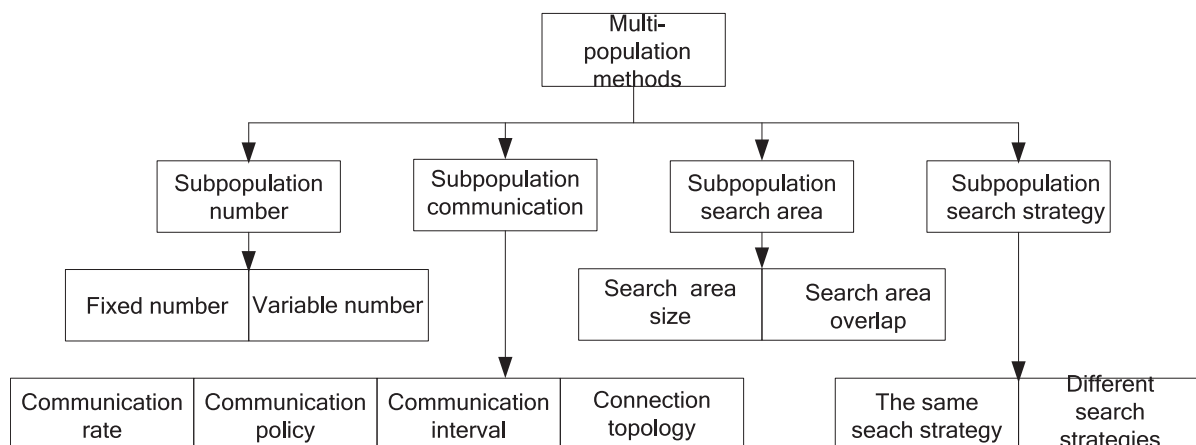 Multi-
population
methods
Subpopulation
number
Subpopulation
communication
Subpopulation
search area
Subpopulation
search strategy
Fixed number
Variable number
Search area
size
Search area
overlap
Communication
rate
Communication
policy
Communication
interval
Connection
topology
The same
seach strategy
Different
search
strategies